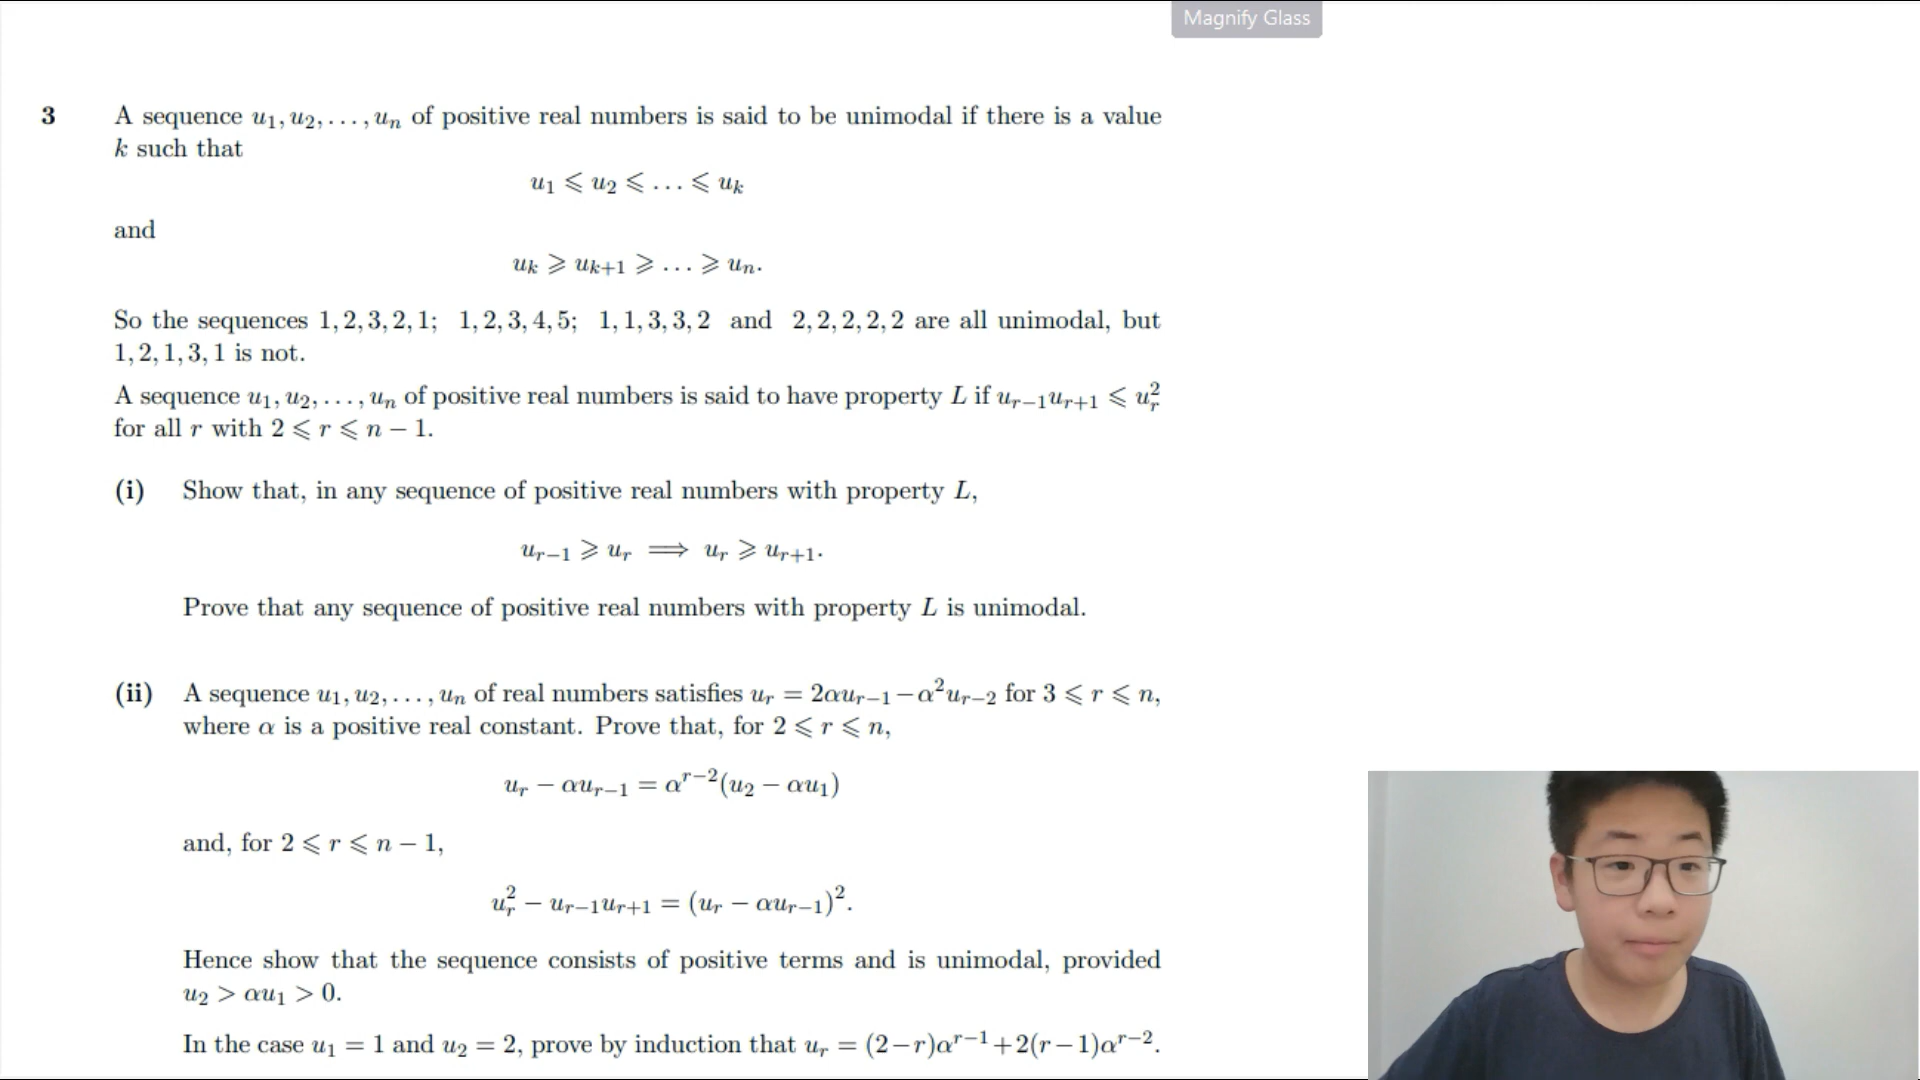 Magnify Glass
3 A sequence u₁, u₂, . . . , uₙ of positive real numbers is said to be unimodal if there is a value
k such that
u₁ ⩽ u₂ ⩽ . . . ⩽ uₖ
and
uₖ ⩾ uₖ₊₁ ⩾ . . . ⩾ uₙ.
So the sequences 1, 2, 3, 2, 1; 1, 2, 3, 4, 5; 1, 1, 3, 3, 2 and 2, 2, 2, 2, 2 are all unimodal, but
1, 2, 1, 3, 1 is not.
A sequence u₁, u₂, . . . , uₙ of positive real numbers is said to have property L if uᵣ₋₁uᵣ₊₁ ⩽ uᵣ²
for all r with 2 ⩽ r ⩽ n − 1.
(i) Show that, in any sequence of positive real numbers with property L,
uᵣ₋₁ ⩾ uᵣ ⟹ uᵣ ⩾ uᵣ₊₁.
Prove that any sequence of positive real numbers with property L is unimodal.
(ii) A sequence u₁, u₂, . . . , uₙ of real numbers satisfies uᵣ = 2αuᵣ₋₁ − α²uᵣ₋₂ for 3 ⩽ r ⩽ n,
where α is a positive real constant. Prove that, for 2 ⩽ r ⩽ n,
uᵣ − αuᵣ₋₁ = αʳ⁻²(u₂ − αu₁)
and, for 2 ⩽ r ⩽ n − 1,
uᵣ² − uᵣ₋₁uᵣ₊₁ = (uᵣ − αuᵣ₋₁)².
Hence show that the sequence consists of positive terms and is unimodal, provided
u₂ > αu₁ > 0.
In the case u₁ = 1 and u₂ = 2, prove by induction that uᵣ = (2−r)αʳ⁻¹+2(r−1)αʳ⁻².